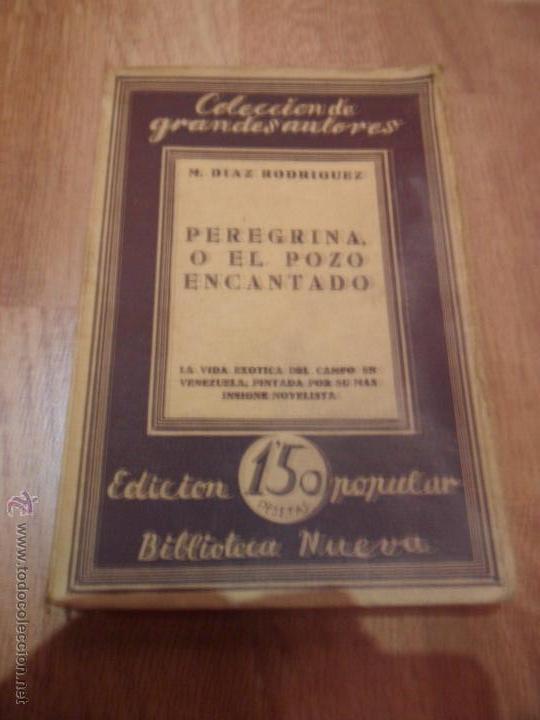 Coleccion de
grandes autores
M. DIAZ RODRIGUEZ
PEREGRINA,
O EL POZO
ENCANTADO
LA VIDA EXOTICA DEL CAMPO EN
VENEZUELA, PINTADA POR SU MAS
INSIGNE NOVELISTA
Edicion 1'50 popular
PESETAS
Biblioteca Nueva
© www.todocoleccion.net